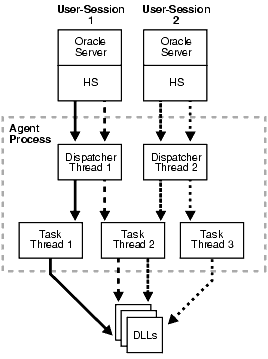 User-Session User-Session
1 2
Oracle Server Oracle Server
HS HS
Agent Process
Dispatcher Thread 1 Dispatcher Thread 2
Task Thread 1 Task Thread 2 Task Thread 3
DLLs